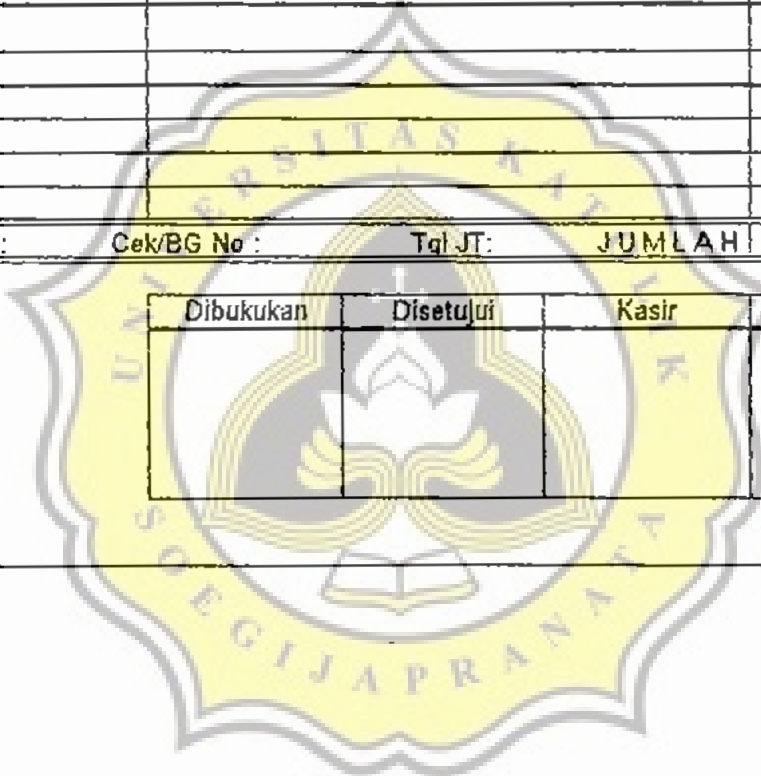 UNIVERSITAS KATOLIK
: Cek/BG No : Tgl JT: JUMLAH
Dibukukan Disetujui Kasir
SOEGIJAPRANATA